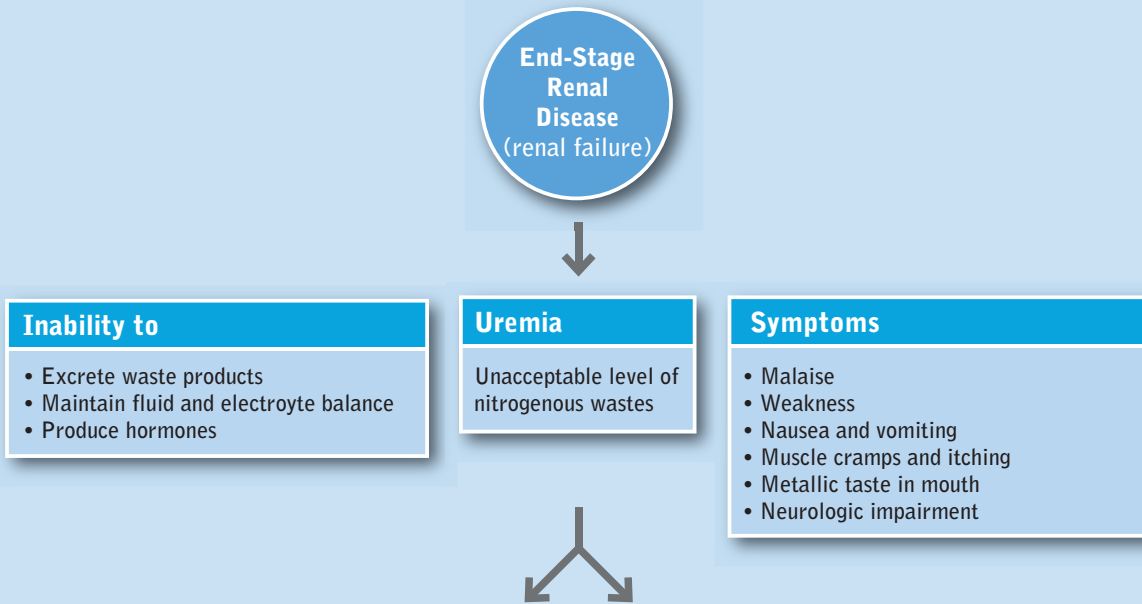 End-Stage
Renal
Disease
(renal failure)
Inability to
• Excrete waste products
• Maintain fluid and electroyte balance
• Produce hormones
Uremia
Unacceptable level of
nitrogenous wastes
Symptoms
• Malaise
• Weakness
• Nausea and vomiting
• Muscle cramps and itching
• Metallic taste in mouth
• Neurologic impairment